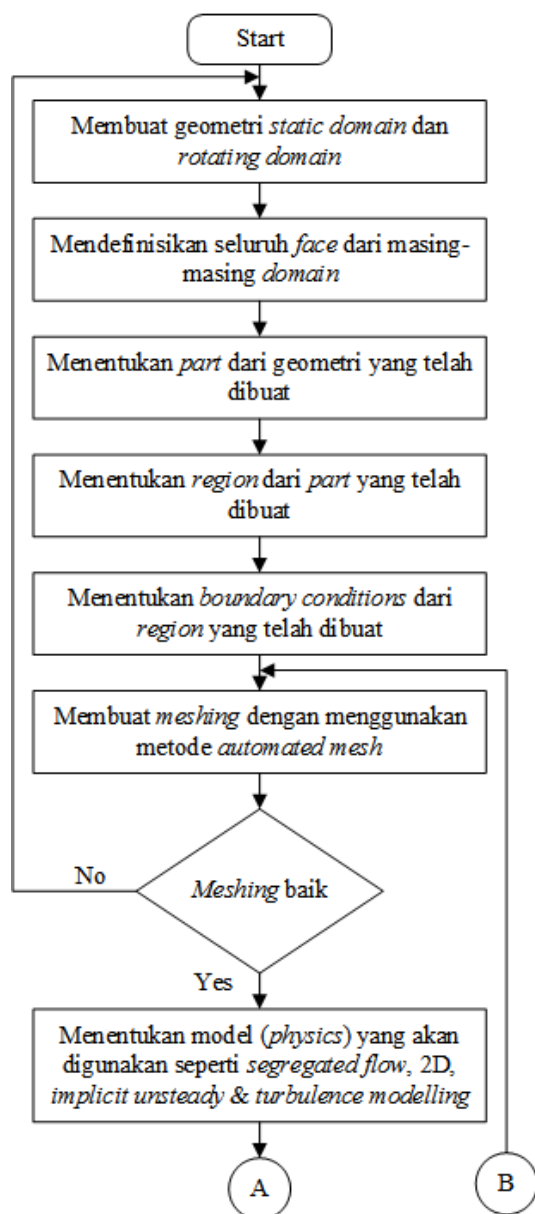 Start
Membuat geometri static domain dan
rotating domain
Mendefinisikan seluruh face dari masing-
masing domain
Menentukan part dari geometri yang telah
dibuat
Menentukan region dari part yang telah
dibuat
Menentukan boundary conditions dari
region yang telah dibuat
Membuat meshing dengan menggunakan
metode automated mesh
No
Meshing baik
Yes
Menentukan model (physics) yang akan
digunakan seperti segregated flow, 2D,
implicit unsteady & turbulence modelling
A
B